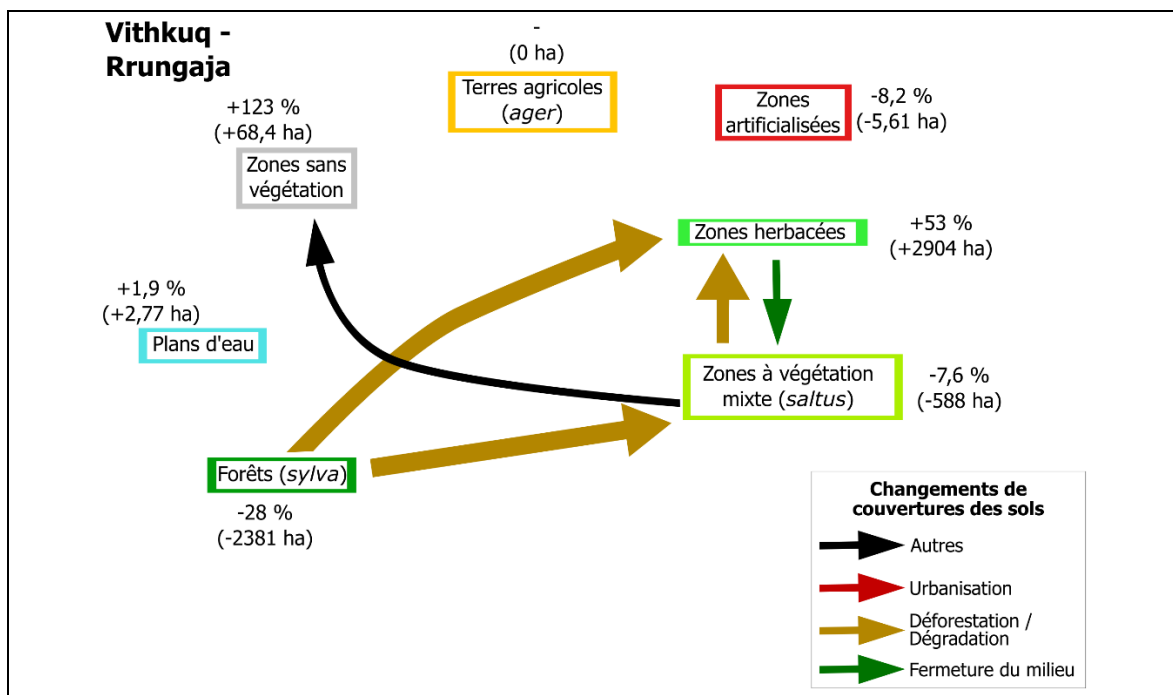 Vithkuq -
Rrungaja
-
(0 ha)
Terres agricoles
(ager)
Zones
artificialisées
-8,2 %
(-5,61 ha)
+123 %
(+68,4 ha)
Zones sans
végétation
Zones herbacées
+53 %
(+2904 ha)
+1,9 %
(+2,77 ha)
Plans d'eau
Zones à végétation
mixte (saltus)
-7,6 %
(-588 ha)
Forêts (sylva)
-28 %
(-2381 ha)
Changements de
couvertures des sols
Autres
Urbanisation
Déforestation /
Dégradation
Fermeture du milieu